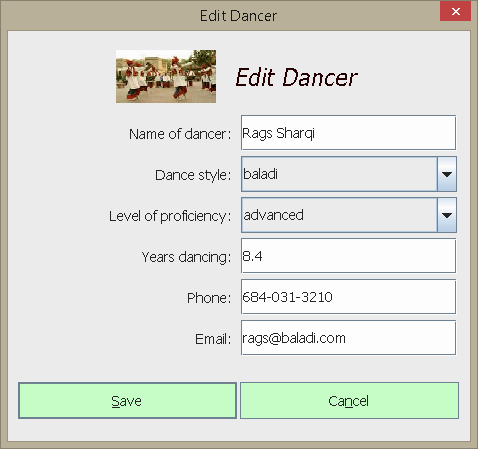 Edit Dancer
Edit Dancer
Name of dancer: Rags Sharqi
Dance style: baladi
Level of proficiency: advanced
Years dancing: 8.4
Phone: 684-031-3210
Email: rags@baladi.com
Save Cancel